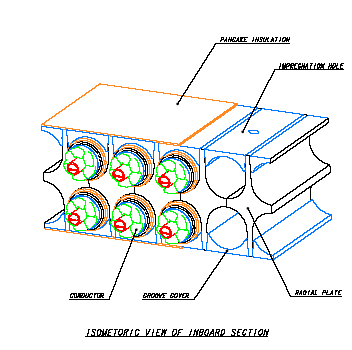 PANCAKE INSULATION
IMPREGNATION HOLE
CONDUCTOR
GROOVE COVER
RADIAL PLATE
ISOMETORIC VIEW OF INBOARD SECTION